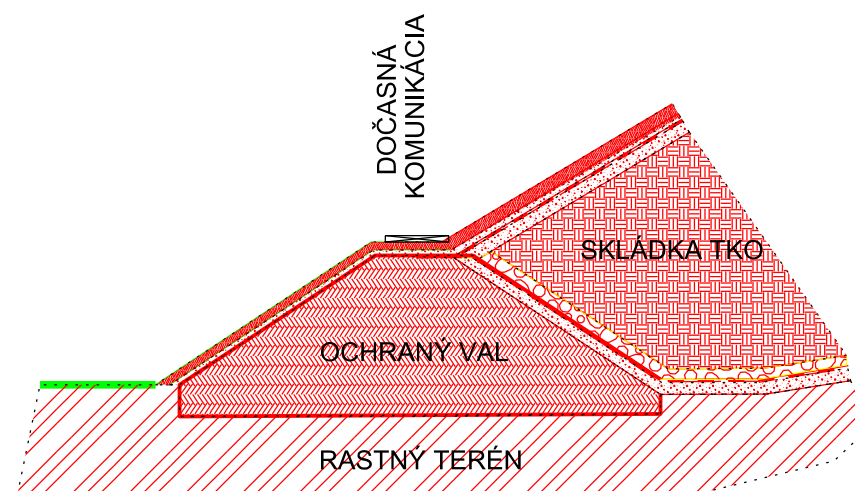 DOČASNÁ
KOMUNIKÁCIA
SKLÁDKA TKO
OCHRANÝ VAL
RASTNÝ TERÉN